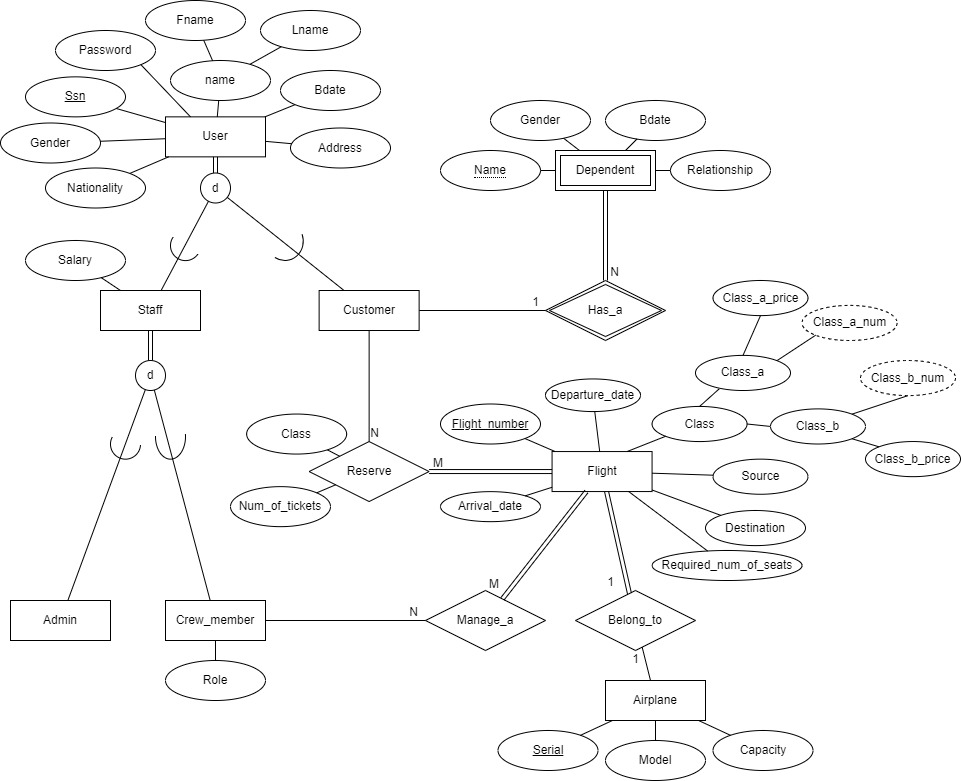 Fname
Lname
Password
name
Ssn
Bdate
User
Gender
Address
Nationality
d
Gender
Bdate
Name
Dependent
Relationship
Salary
Staff
Customer
1
N
Has_a
Class_a_price
Class_a_num
Class_a
Class_b_num
d
Departure_date
Flight_number
Class
Class_b
Class_b_price
Class
N
Reserve
M
Flight
Source
Num_of_tickets
Arrival_date
Destination
Required_num_of_seats
M
1
Admin
Crew_member
N
Manage_a
Belong_to
1
Role
Airplane
Serial
Model
Capacity